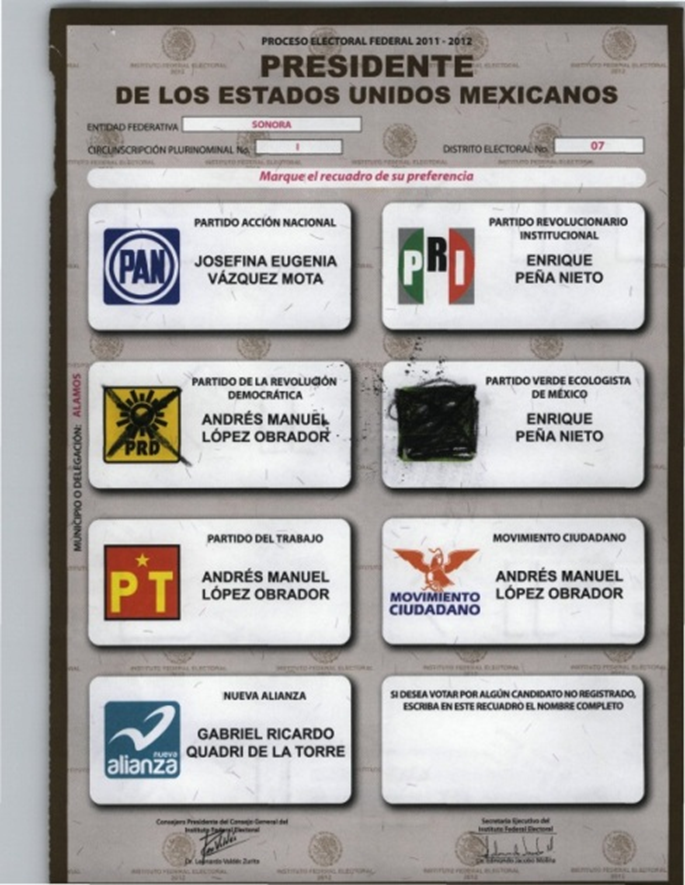 PROCESO ELECTORAL FEDERAL 2011 - 2012
PRESIDENTE
DE LOS ESTADOS UNIDOS MEXICANOS
ENTIDAD FEDERATIVA SONORA
CIRCUNSCRIPCIÓN PLURINOMINAL No. I DISTRITO ELECTORAL No. 07
Marque el recuadro de su preferencia
MUNICIPIO O DELEGACIÓN: ALAMOS
PARTIDO ACCIÓN NACIONAL
PAN
JOSEFINA EUGENIA
VÁZQUEZ MOTA
PARTIDO REVOLUCIONARIO
INSTITUCIONAL
PRI
ENRIQUE
PEÑA NIETO
PARTIDO DE LA REVOLUCIÓN
DEMOCRÁTICA
PRD
ANDRÉS MANUEL
LÓPEZ OBRADOR
PARTIDO VERDE ECOLOGISTA
DE MÉXICO
ENRIQUE
PEÑA NIETO
PARTIDO DEL TRABAJO
PT
ANDRÉS MANUEL
LÓPEZ OBRADOR
MOVIMIENTO CIUDADANO
MOVIMIENTO
CIUDADANO
ANDRÉS MANUEL
LÓPEZ OBRADOR
NUEVA ALIANZA
nueva
alianza
GABRIEL RICARDO
QUADRI DE LA TORRE
SI DESEA VOTAR POR ALGÚN CANDIDATO NO REGISTRADO,
ESCRIBA EN ESTE RECUADRO EL NOMBRE COMPLETO
Consejero Presidente del Consejo General del
Instituto Federal Electoral
Dr. Leonardo Valdés Zurita
Secretario Ejecutivo del
Instituto Federal Electoral
Lic. Edmundo Jacobo Molina